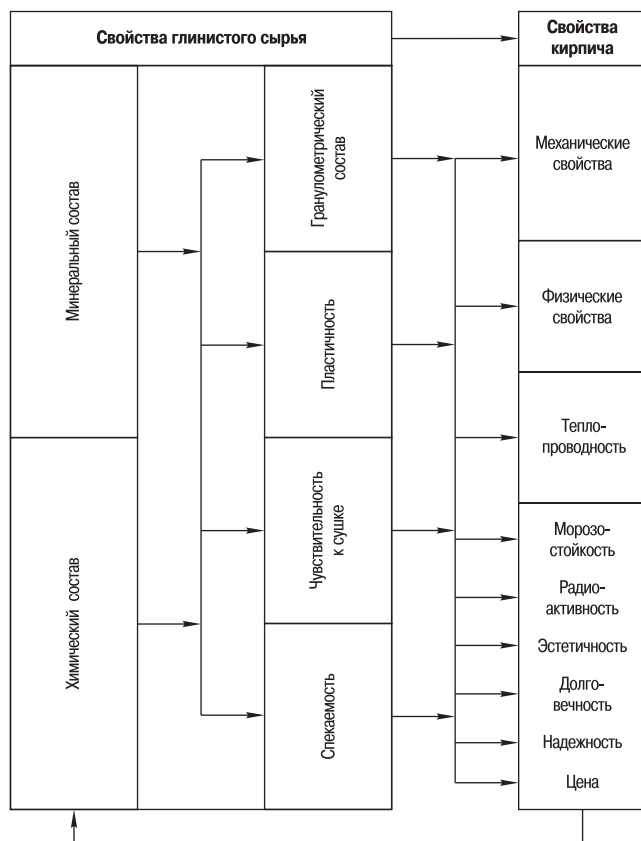 Свойства глинистого сырья
Свойства
кирпича
Минеральный состав
Химический состав
Гранулометрический
состав
Пластичность
Чувствительность
к сушке
Спекаемость
Механические
свойства
Физические
свойства
Тепло-
проводность
Морозо-
стойкость
Радио-
активность
Эстетичность
Долго-
вечность
Надежность
Цена